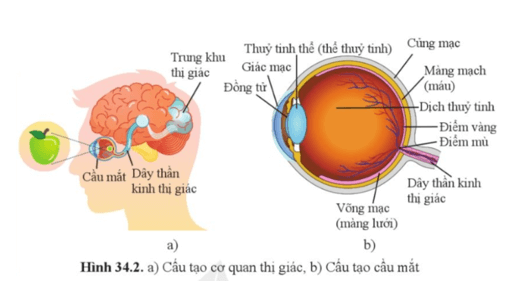 Trung khu
thị giác
Cầu mắt
Dây thần
kinh thị giác
a)
Thuỷ tinh thể (thể thuỷ tinh)
Giác mạc
Đồng tử
Củng mạc
Màng mạch
(máu)
Dịch thuỷ tinh
Điểm vàng
Điểm mù
Dây thần kinh
thị giác
Võng mạc
(màng lưới)
b)
Hình 34.2. a) Cấu tạo cơ quan thị giác, b) Cấu tạo cầu mắt